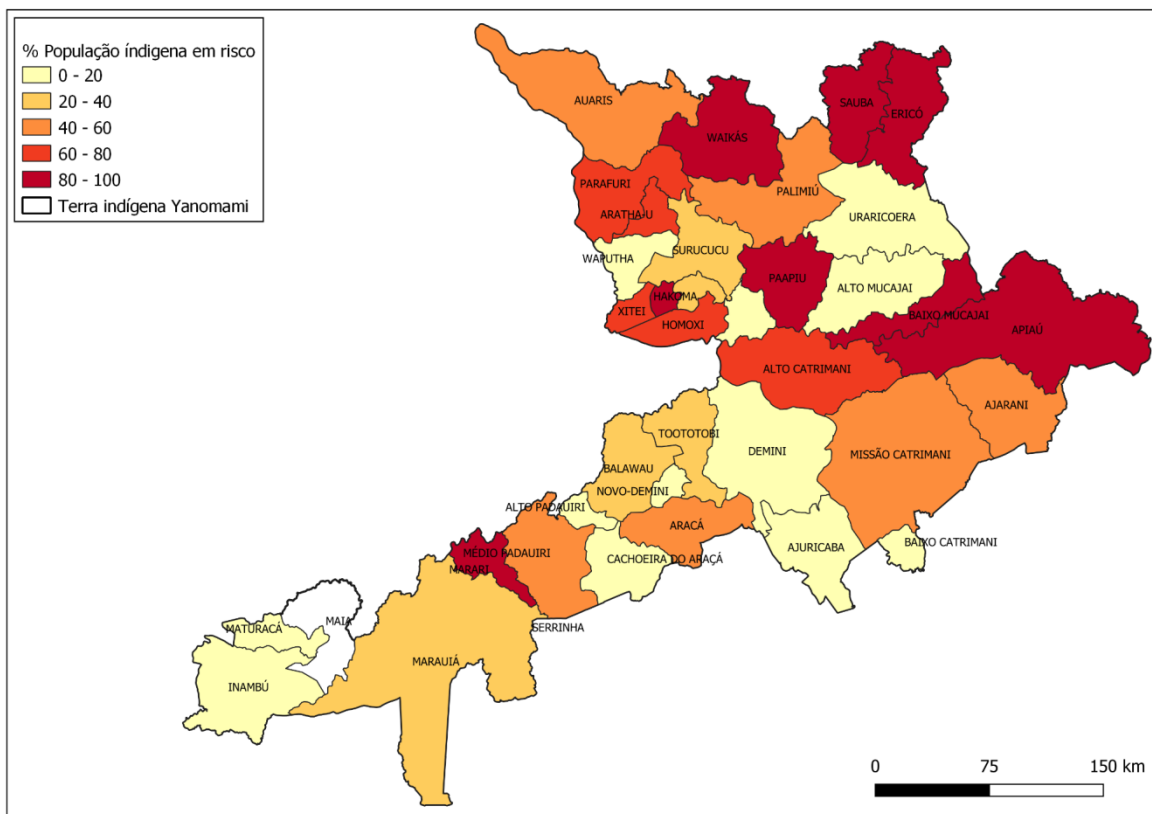 % População índigena em risco
0 - 20
20 - 40
40 - 60
60 - 80
80 - 100
Terra indígena Yanomami
AUARIS
SAUBA
ERICÓ
WAIKÁS
PARAFURI
PALIMIÚ
ARATHA-U
URARICOERA
WAPUTHA
SURUCUCU
PAAPIU
ALTO MUCAJAI
HAKOMA
XITEI
HOMOXI
BAIXO MUCAJAI
APIAÚ
ALTO CATRIMANI
AJARANI
TOOTOTOBI
DEMINI
MISSÃO CATRIMANI
BALAWAU
NOVO-DEMINI
ALTO PADAUIRI
ARACÁ
BAIXO CATRIMANI
AJURICABA
MÉDIO PADAUIRI
CACHOEIRA DO ARAÇÁ
MARARI
SERRINHA
MAIA
MATURACÁ
MARAUIÁ
INAMBÚ
0 75 150 km